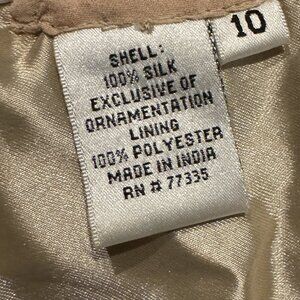 10
SHELL:
100% SILK
EXCLUSIVE OF
ORNAMENTATION
LINING
100% POLYESTER
MADE IN INDIA
RN # 77335